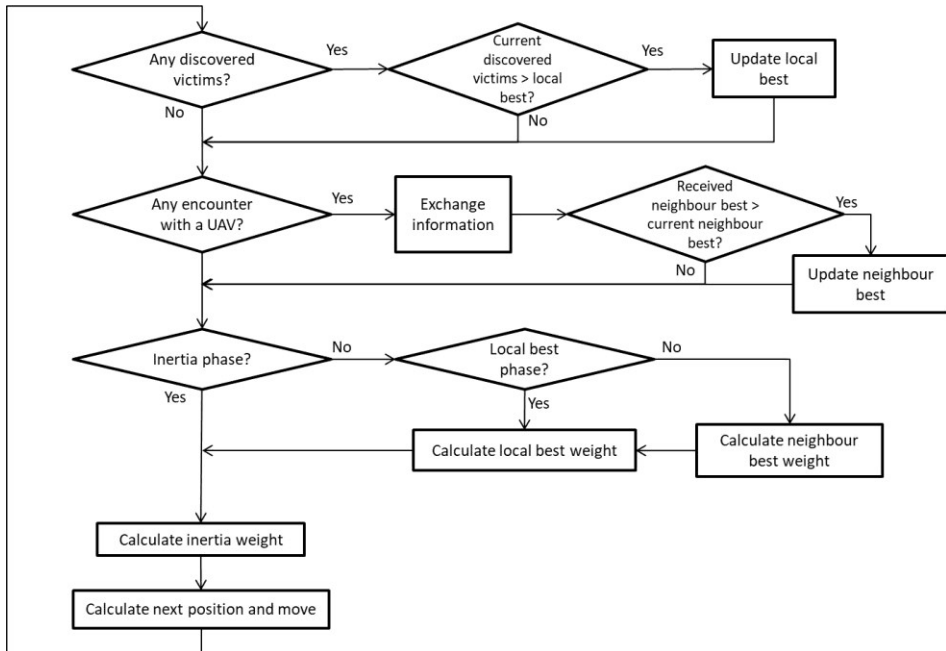 Any discovered
victims?
Yes
No
Current
discovered
victims > local
best?
Yes
No
Update local
best
Any encounter
with a UAV?
Yes
Exchange
information
Received
neighbour best >
current neighbour
best?
Yes
No
Update neighbour
best
Inertia phase?
No
Yes
Local best
phase?
No
Yes
Calculate local best weight
Calculate neighbour
best weight
Calculate inertia weight
Calculate next position and move